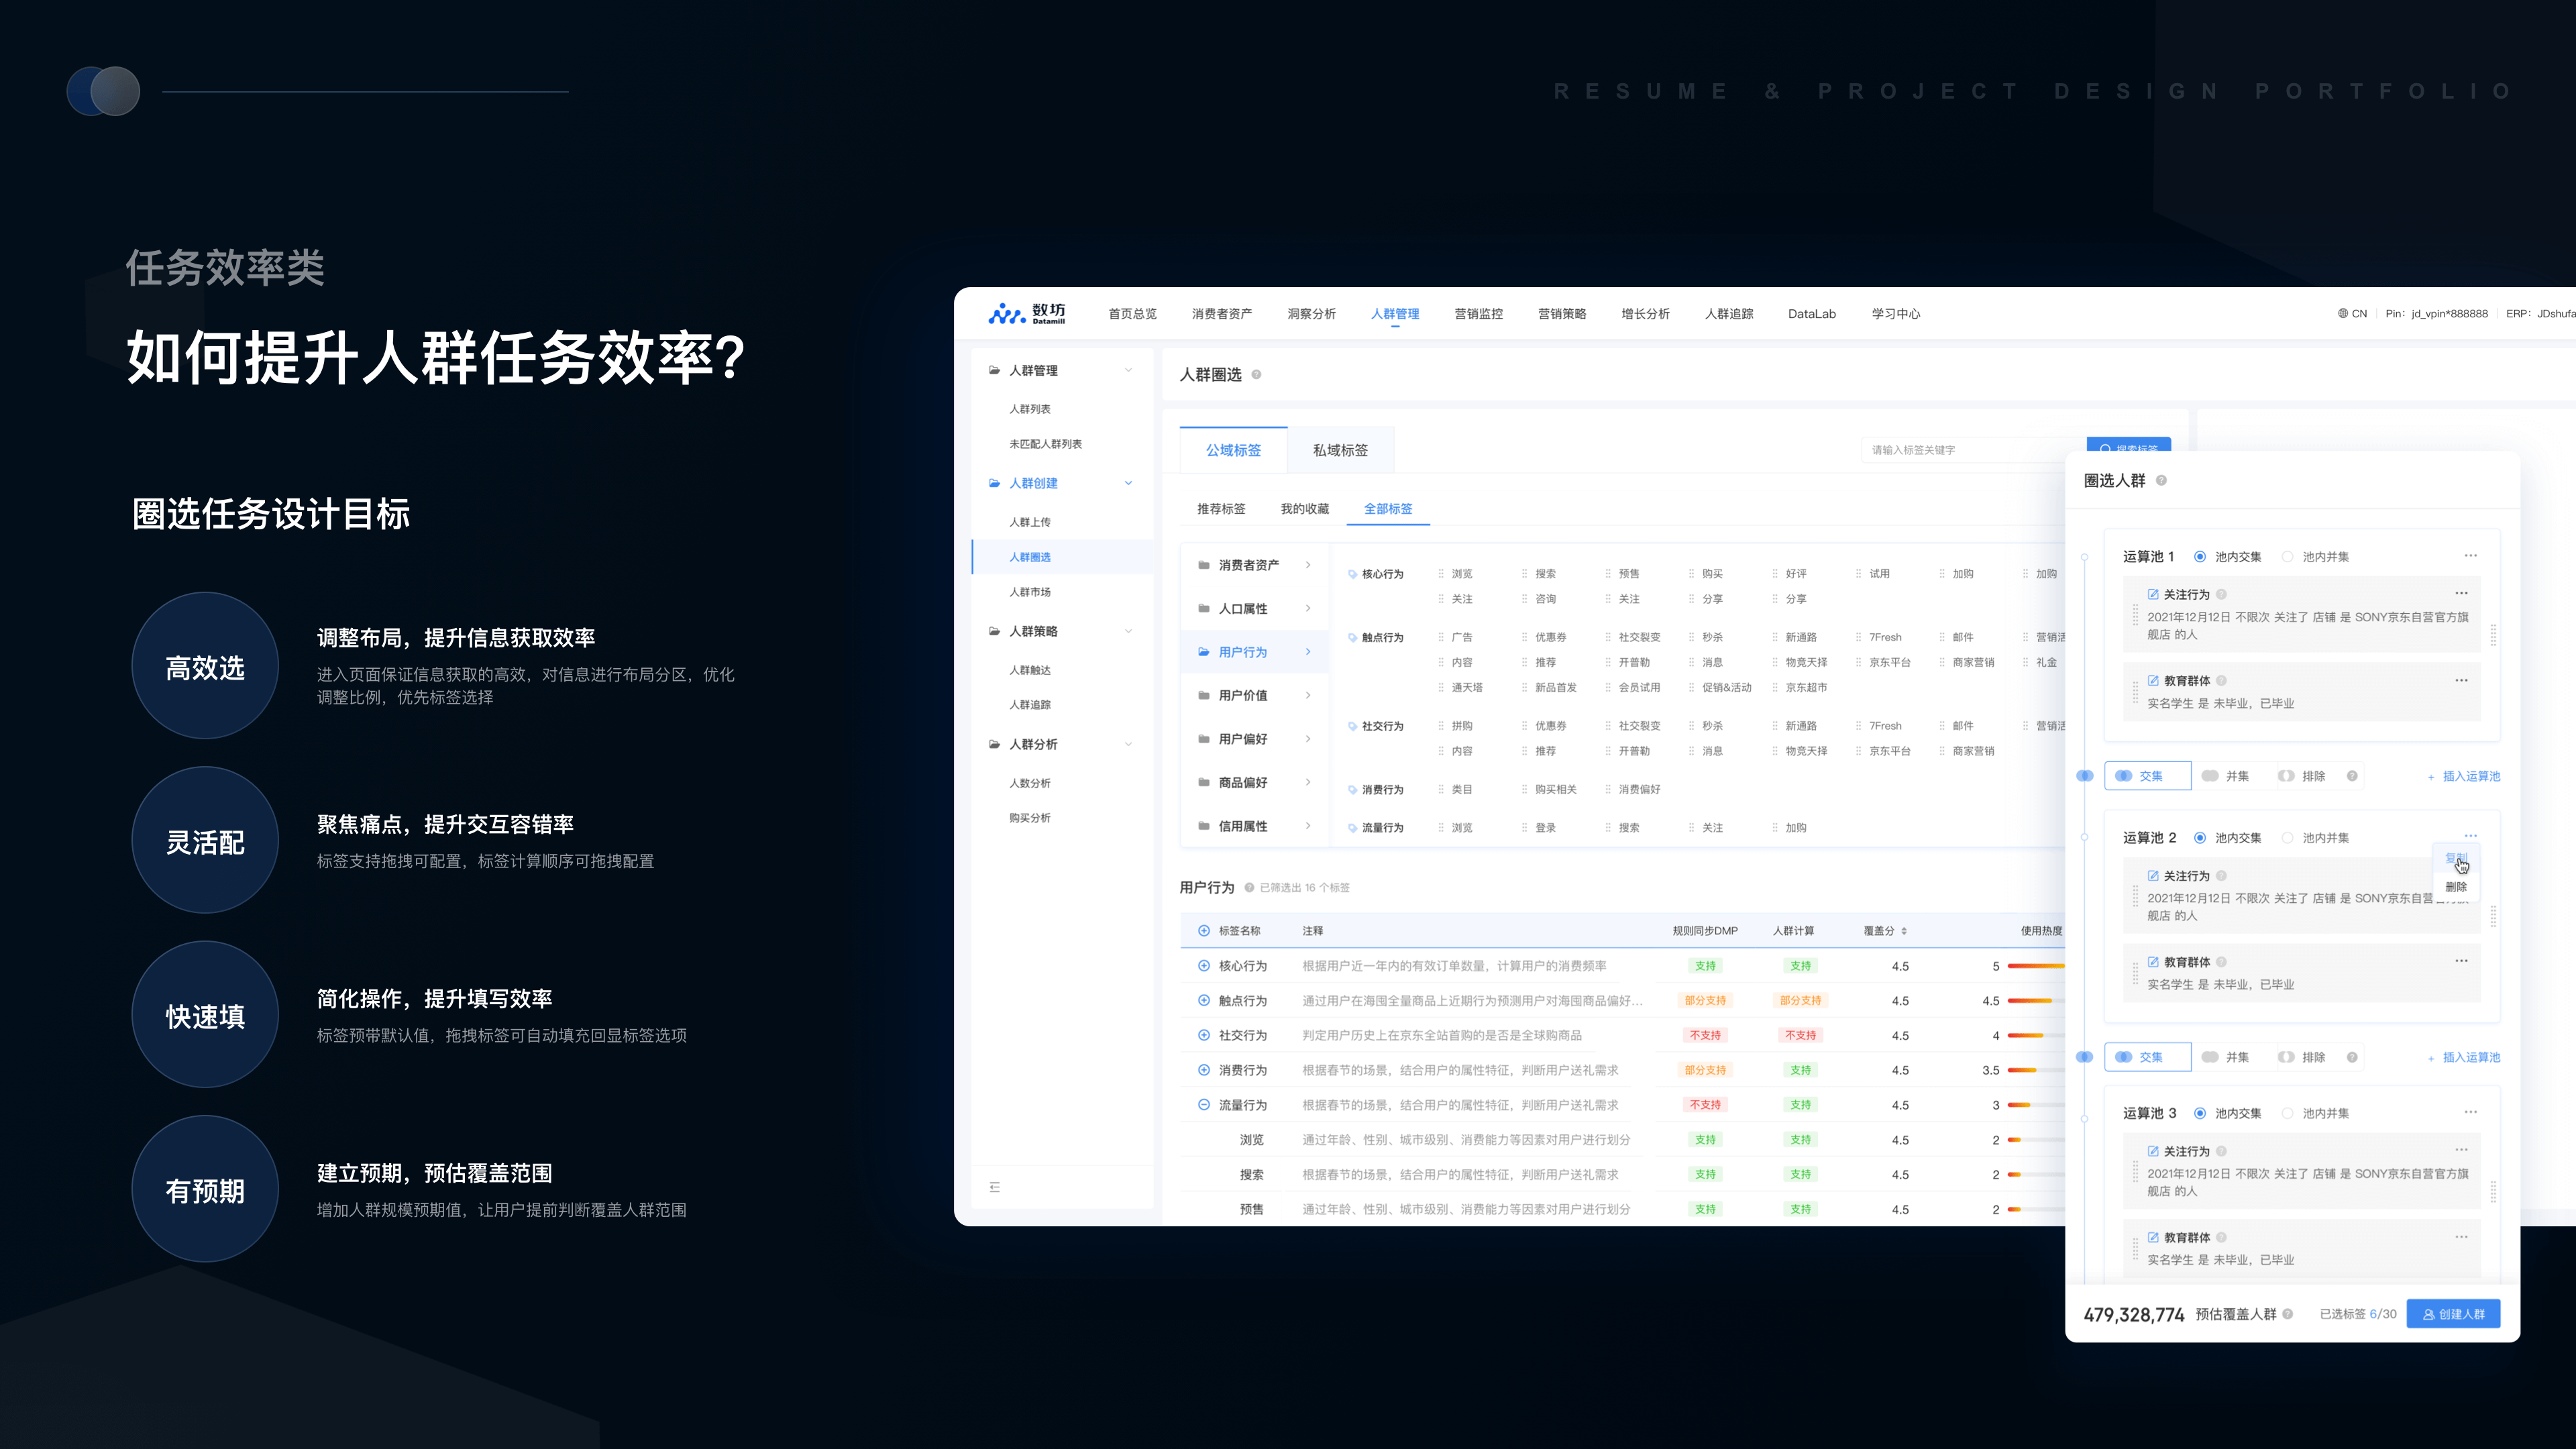 RESUME & PROJECT DESIGN PORTFOLIO
任务效率类
如何提升人群任务效率?
圈选任务设计目标
高效选
调整布局，提升信息获取效率
进入页面保证信息获取的高效，对信息进行布局分区，优化
调整比例，优先标签选择
灵活配
聚焦痛点，提升交互容错率
标签支持拖拽可配置，标签计算顺序可拖拽配置
快速填
简化操作，提升填写效率
标签预带默认值，拖拽标签可自动填充回显标签选项
有预期
建立预期，预估覆盖范围
增加人群规模预期值，让用户提前判断覆盖人群范围
数坊
Datamill
首页总览 消费者资产 洞察分析 人群管理 营销监控 营销策略 增长分析 人群追踪 DataLab 学习中心
CN Pin: jd_vpin*888888 ERP: JDshufa
人群管理
人群列表
未匹配人群列表
人群创建
人群上传
人群圈选
人群市场
人群策略
人群触达
人群追踪
人群分析
人数分析
购买分析
人群圈选
公域标签 私域标签
请输入标签关键字
推荐标签 我的收藏 全部标签
消费者资产
人口属性
用户行为
用户价值
用户偏好
商品偏好
信用属性
核心行为 浏览 搜索 预售 购买 好评 试用 加购 加购
关注 咨询 关注 分享 分享
触点行为 广告 优惠券 社交裂变 秒杀 新通路 7Fresh 邮件 营销活
内容 推荐 开普勒 消息 物竞天择 京东平台 商家营销 礼金
通天塔 新品首发 会员试用 促销&活动 京东超市
社交行为 拼购 优惠券 社交裂变 秒杀 新通路 7Fresh 邮件 营销活
内容 推荐 开普勒 消息 物竞天择 京东平台 商家营销
消费行为 类目 购买相关 消费偏好
流量行为 浏览 登录 搜索 关注 加购
用户行为 已筛选出 16 个标签
标签名称 注释 规则同步DMP 人群计算 覆盖分 使用热度
核心行为 根据用户近一年内的有效订单数量，计算用户的消费频率 支持 支持 4.5 5
触点行为 通过用户在海囤全量商品上近期行为预测用户对海囤商品偏好... 部分支持 部分支持 4.5 4.5
社交行为 判定用户历史上在京东全站首购的是否是全球购商品 不支持 不支持 4.5 4
消费行为 根据春节的场景，结合用户的属性特征，判断用户送礼需求 部分支持 支持 4.5 3.5
流量行为 根据春节的场景，结合用户的属性特征，判断用户送礼需求 不支持 支持 4.5 3
浏览 通过年龄、性别、城市级别、消费能力等因素对用户进行划分 支持 支持 4.5 2
搜索 根据春节的场景，结合用户的属性特征，判断用户送礼需求 支持 支持 4.5 2
预售 通过年龄、性别、城市级别、消费能力等因素对用户进行划分 支持 支持 4.5 2
圈选人群
运算池 1 池内交集 池内并集
关注行为
2021年12月12日 不限次 关注了 店铺 是 SONY京东自营官方旗
舰店 的人
教育群体
实名学生 是 未毕业，已毕业
交集 并集 排除 + 插入运算池
运算池 2 池内交集 池内并集
删除
关注行为
2021年12月12日 不限次 关注了 店铺 是 SONY京东自营
舰店 的人
教育群体
实名学生 是 未毕业，已毕业
交集 并集 排除 + 插入运算池
运算池 3 池内交集 池内并集
关注行为
2021年12月12日 不限次 关注了 店铺 是 SONY京东自营官方旗
舰店 的人
教育群体
实名学生 是 未毕业，已毕业
479,328,774 预估覆盖人群 已选标签 6/30 创建人群